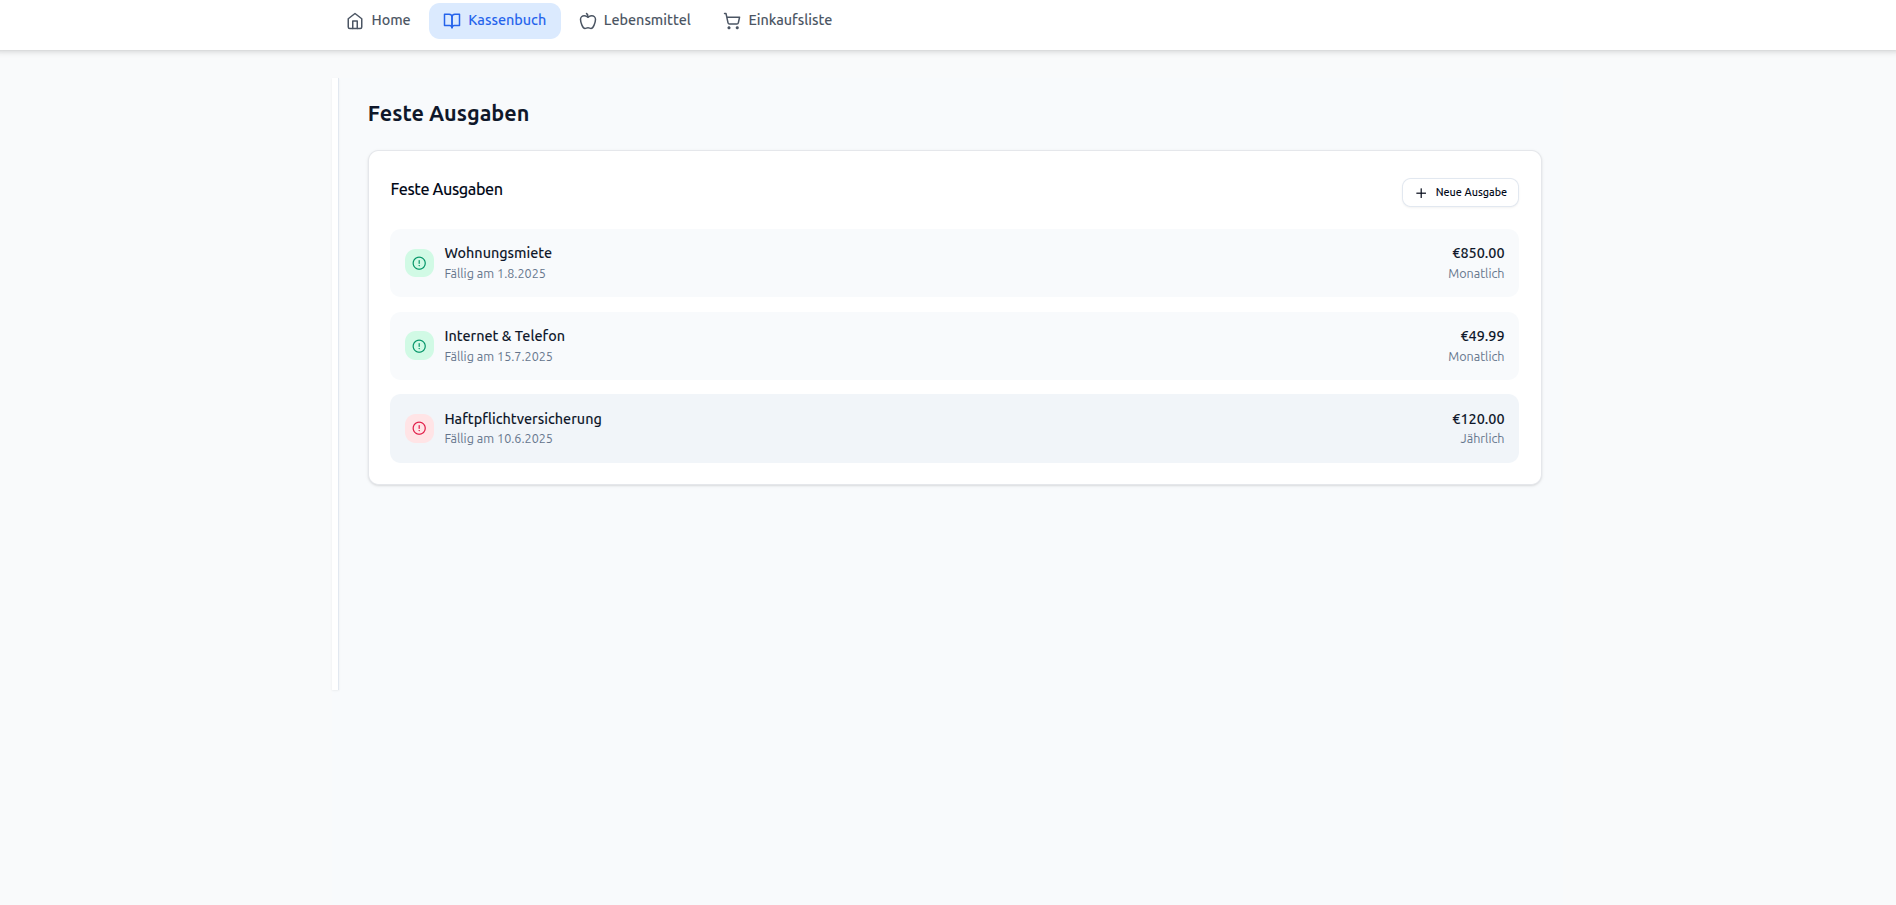 Home
Kassenbuch
Lebensmittel
Einkaufsliste
Feste Ausgaben
Feste Ausgaben
Neue Ausgabe
Wohnungsmiete
€850.00
Fällig am 1.8.2025
Monatlich
Internet & Telefon
€49.99
Fällig am 15.7.2025
Monatlich
Haftpflichtversicherung
€120.00
Fällig am 10.6.2025
Jährlich